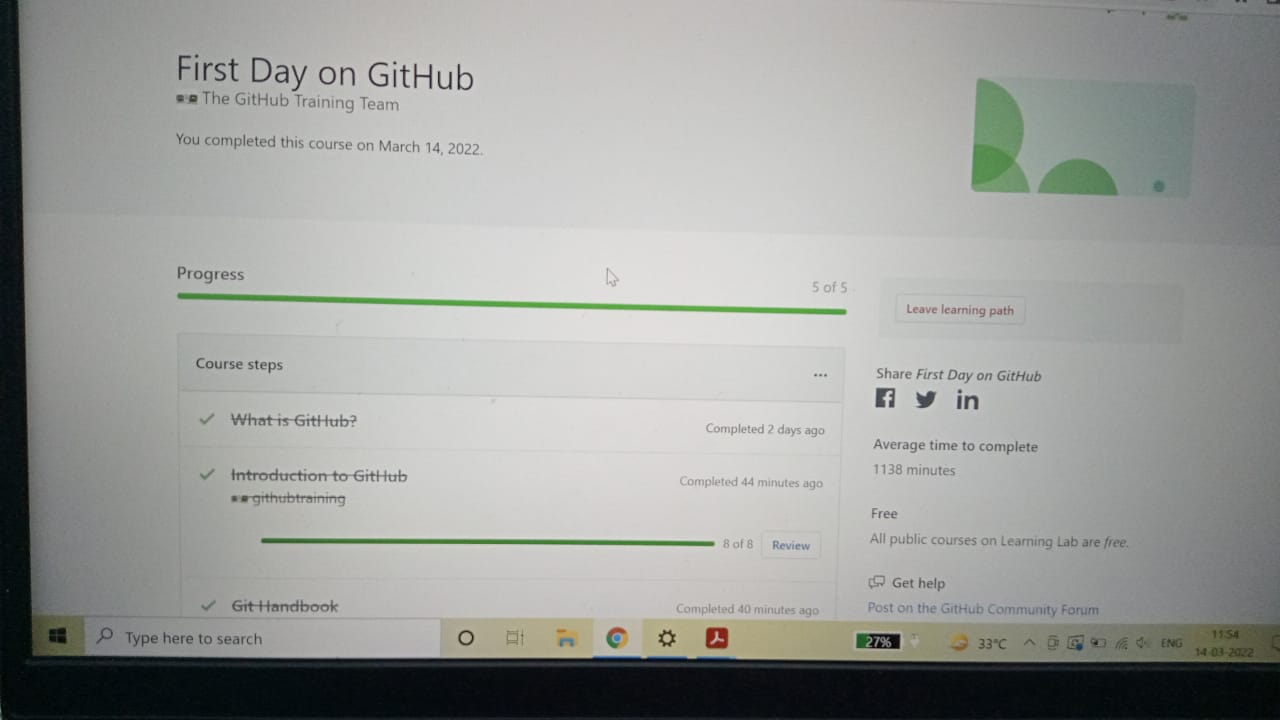 First Day on GitHub
The GitHub Training Team
You completed this course on March 14, 2022.
Progress
5 of 5
Leave learning path
Course steps
...
What is GitHub?
Completed 2 days ago
Introduction to GitHub
Completed 44 minutes ago
githubtraining
8 of 8
Review
Git Handbook
Completed 40 minutes ago
Share First Day on GitHub
in
Average time to complete
1138 minutes
Free
All public courses on Learning Lab are free.
Get help
Post on the GitHub Community Forum
Type here to search
27%
33°C
ENG
11:54
14-03-2022